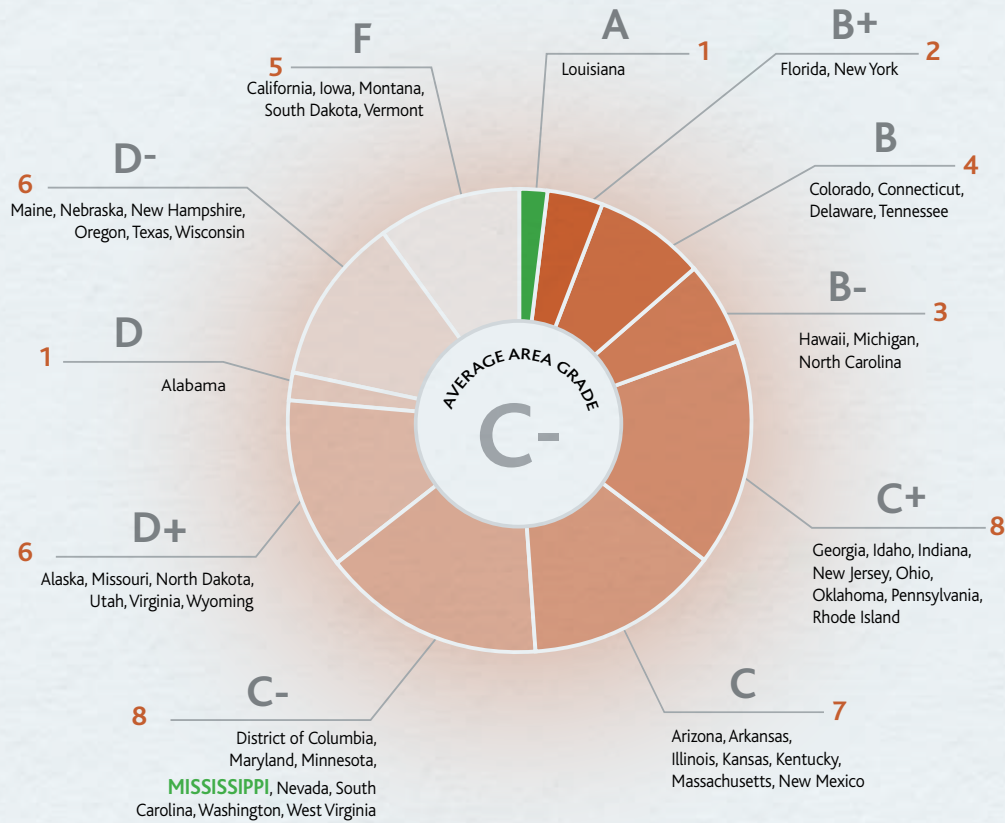 A
1
Louisiana
B+
2
Florida, New York
B
4
Colorado, Connecticut,
Delaware, Tennessee
B-
3
Hawaii, Michigan,
North Carolina
C+
8
Georgia, Idaho, Indiana,
New Jersey, Ohio,
Oklahoma, Pennsylvania,
Rhode Island
C
7
Arizona, Arkansas,
Illinois, Kansas, Kentucky,
Massachusetts, New Mexico
C-
8
District of Columbia,
Maryland, Minnesota,
MISSISSIPPI, Nevada, South
Carolina, Washington, West Virginia
D+
6
Alaska, Missouri, North Dakota,
Utah, Virginia, Wyoming
D
1
Alabama
D-
6
Maine, Nebraska, New Hampshire,
Oregon, Texas, Wisconsin
F
5
California, Iowa, Montana,
South Dakota, Vermont
AVERAGE AREA GRADE
C-